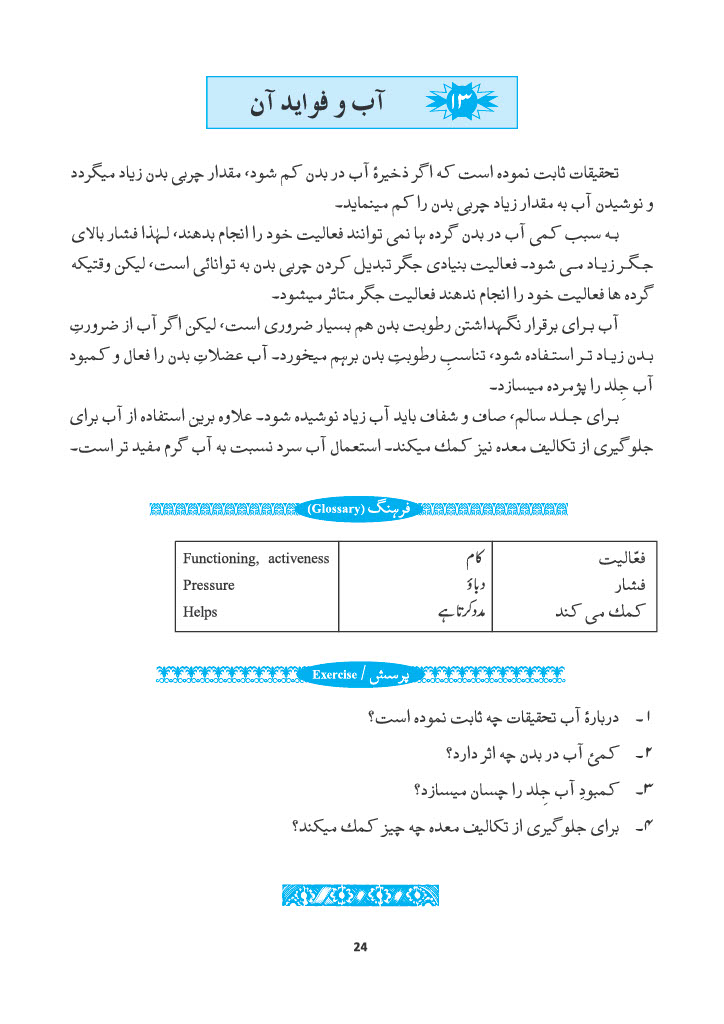 ۱۳
آب و فواید آن
تحقیقات ثابت نموده است که اگر ذخیرۀ آب در بدن کم شود، مقدار چربی بدن زیاد میگردد
و نوشیدن آب به مقدار زیاد چربی بدن را کم مینماید۔
به سبب کمی آب در بدن گرده ها نمی توانند فعالیت خود را انجام بدهند، لہٰذا فشار بالای
جگر زیاد می شود۔ فعالیت بنیادی جگر تبدیل کردن چربی بدن به توانائی است، لیکن وقتیکه
گرده ها فعالیت خود را انجام ندهند فعالیت جگر متاثر میشود۔
آب برای برقرار نگهداشتن رطوبت بدن هم بسیار ضروری است، لیکن اگر آب از ضرورتِ
بدن زیاد تر استفاده شود، تناسبِ رطوبتِ بدن برہم میخورد۔ آب عضلاتِ بدن را فعال و کمبود
آب جِلد را پژمرده میسازد۔
برای جلد سالم، صاف و شفاف باید آب زیاد نوشیده شود۔ علاوه برین استفاده از آب برای
جلوگیری از تکالیف معده نیز کمك میکند۔ استعمال آب سرد نسبت به آب گرم مفید تر است۔
فرہنگ (Glossary)
فعّالیت کام Functioning, activeness
فشار دباؤ Pressure
کمك می کند مدد کرتا ہے Helps
پرسش / Exercise
۱۔ دربارۀ آب تحقیقات چه ثابت نموده است؟
۲۔ کمیٔ آب در بدن چه اثر دارد؟
۳۔ کمبودِ آب جِلد را چسان میسازد؟
۴۔ برای جلوگیری از تکالیف معده چه چیز کمك میکند؟
24